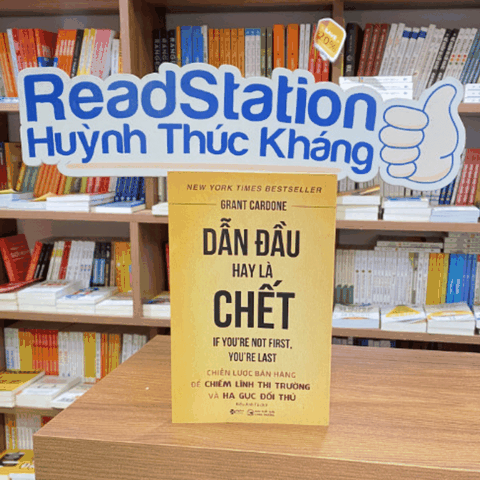 ReadStation
Huỳnh Thúc Kháng
NEW YORK TIMES BESTSELLER
GRANT CARDONE
DẪN ĐẦU
HAY LÀ
CHẾT
IF YOU'RE NOT FIRST,
YOU'RE LAST
CHIẾN LƯỢC BÁN HÀNG
ĐỂ CHIẾM LĨNH THỊ TRƯỜNG
VÀ HẠ GỤC ĐỐI THỦ